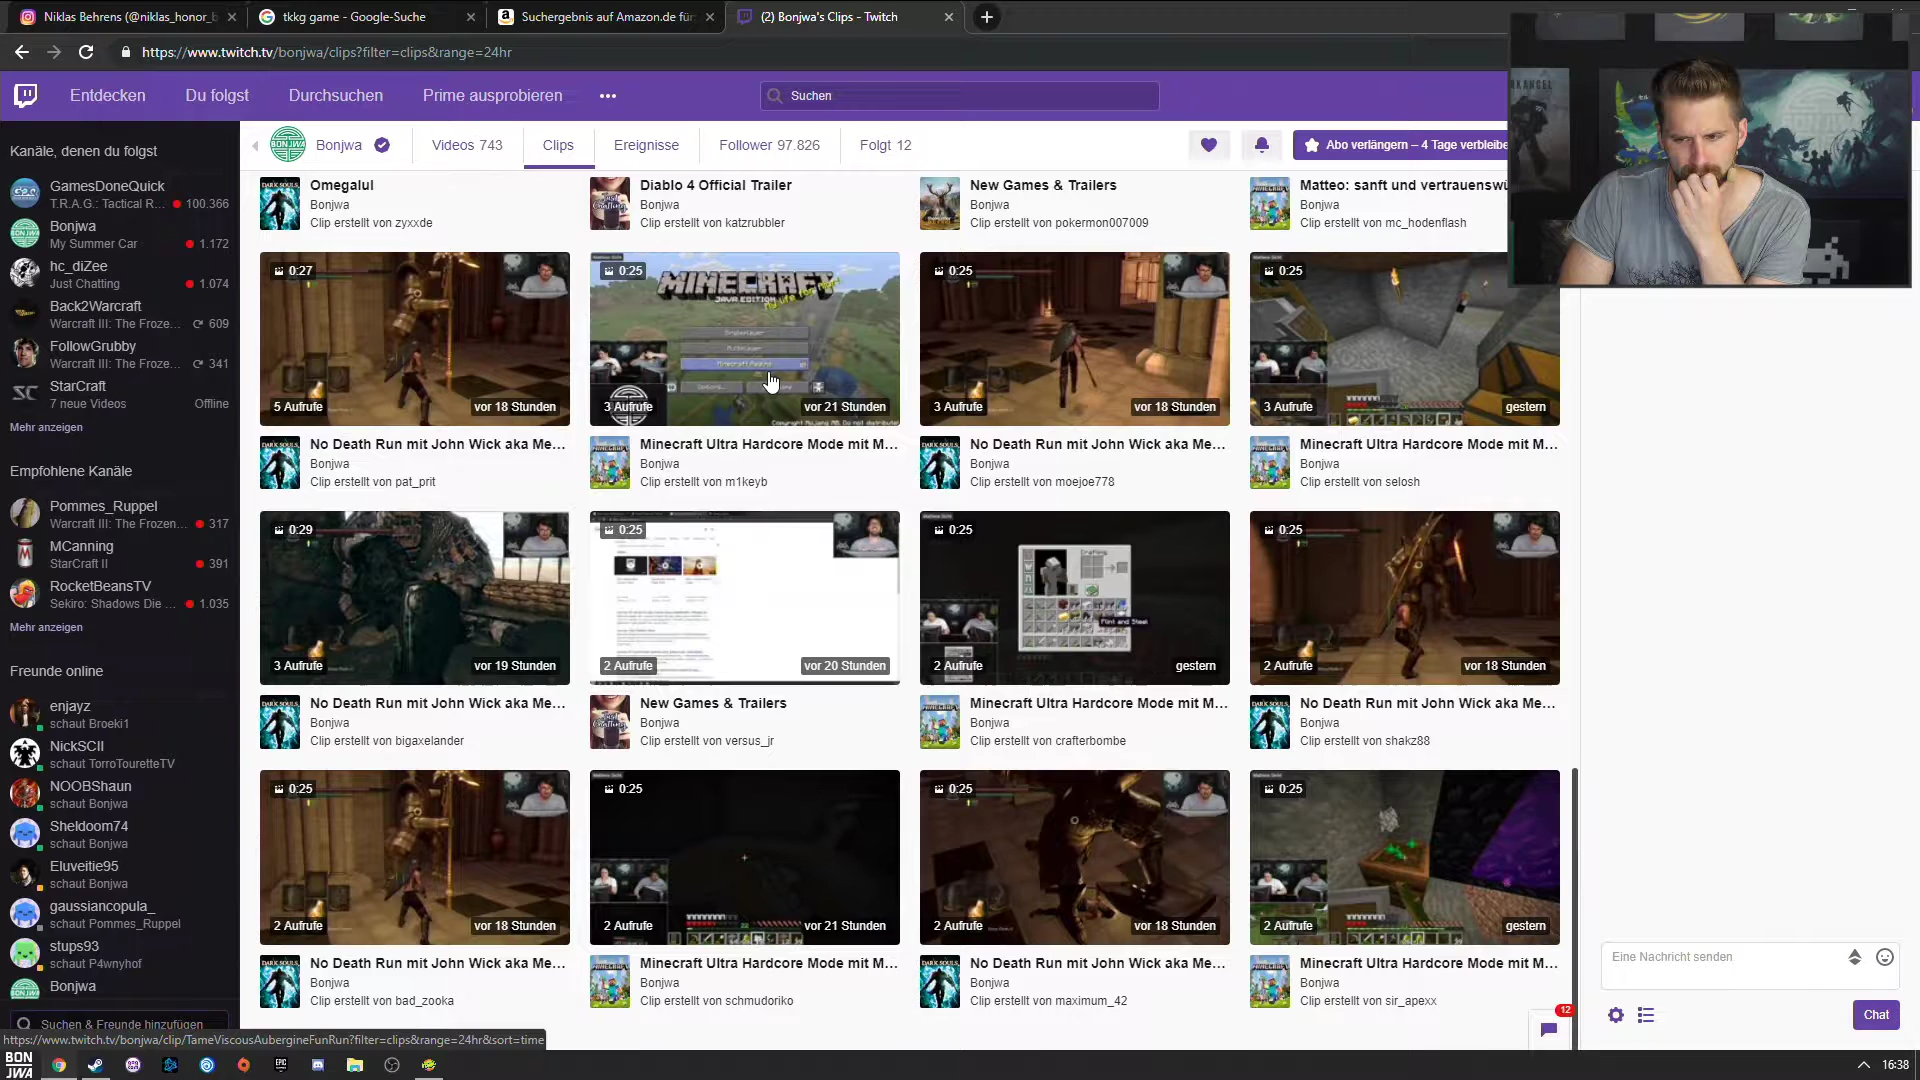 Niklas Behrens (@niklas_honor_b
tkkg game - Google-Suche
Suchergebnis auf Amazon.de für:
(2) Bonjwa's Clips - Twitch
https://www.twitch.tv/bonjwa/clips?filter=clips&range=24hr
Entdecken
Du folgst
Durchsuchen
Prime ausprobieren
Suchen
Bonjwa
Videos 743
Clips
Ereignisse
Follower 97.826
Folgt 12
Abo verlängern – 4 Tage verbleibe
Kanäle, denen du folgst
GamesDoneQuick
T.R.A.G.: Tactical R... 100.366
Bonjwa
My Summer Car 1.172
hc_diZee
Just Chatting 1.074
Back2Warcraft
Warcraft III: The Froze... 609
FollowGrubby
Warcraft III: The Froze... 341
StarCraft
7 neue Videos Offline
Mehr anzeigen
Empfohlene Kanäle
Pommes_Ruppel
Warcraft III: The Frozen... 317
MCanning
StarCraft II 391
RocketBeansTV
Sekiro: Shadows Die ... 1.035
Mehr anzeigen
Freunde online
enjayz
schaut Broeki1
NickSCII
schaut TorroTouretteTV
NOOBShaun
schaut Bonjwa
Sheldoom74
schaut Bonjwa
Eluveitie95
schaut Bonjwa
gaussiancopula_
schaut Pommes_Ruppel
stups93
schaut P4wnyhof
Bonjwa
Suchen & Freunde hinzufügen
Omegalul
Bonjwa
Clip erstellt von zyxxde
Diablo 4 Official Trailer
Bonjwa
Clip erstellt von katzrubbler
New Games & Trailers
Bonjwa
Clip erstellt von pokermon007009
Matteo: sanft und vertrauenswü
Bonjwa
Clip erstellt von mc_hodenflash
0:27
5 Aufrufe
vor 18 Stunden
No Death Run mit John Wick aka Me...
Bonjwa
Clip erstellt von pat_prit
0:25
MINECRAFT
JAVA EDITION
3 Aufrufe
vor 21 Stunden
Minecraft Ultra Hardcore Mode mit M...
Bonjwa
Clip erstellt von m1keyb
0:25
3 Aufrufe
vor 18 Stunden
No Death Run mit John Wick aka Me...
Bonjwa
Clip erstellt von moejoe778
0:25
3 Aufrufe
gestern
Minecraft Ultra Hardcore Mode mit M...
Bonjwa
Clip erstellt von selosh
0:29
3 Aufrufe
vor 19 Stunden
No Death Run mit John Wick aka Me...
Bonjwa
Clip erstellt von bigaxelander
0:25
2 Aufrufe
vor 20 Stunden
New Games & Trailers
Bonjwa
Clip erstellt von versus_jr
0:25
Flint and Steel
2 Aufrufe
gestern
Minecraft Ultra Hardcore Mode mit M...
Bonjwa
Clip erstellt von crafterbombe
0:25
2 Aufrufe
vor 18 Stunden
No Death Run mit John Wick aka Me...
Bonjwa
Clip erstellt von shakz88
0:25
2 Aufrufe
vor 18 Stunden
No Death Run mit John Wick aka Me...
Bonjwa
Clip erstellt von bad_zooka
0:25
2 Aufrufe
vor 21 Stunden
Minecraft Ultra Hardcore Mode mit M...
Bonjwa
Clip erstellt von schmudoriko
0:25
2 Aufrufe
vor 18 Stunden
No Death Run mit John Wick aka Me...
Bonjwa
Clip erstellt von maximum_42
0:25
2 Aufrufe
gestern
Minecraft Ultra Hardcore Mode mit M...
Bonjwa
Clip erstellt von sir_apexx
Eine Nachricht senden
Chat
12
https://www.twitch.tv/bonjwa/clip/TameViscousAubergineFunRun?filter=clips&range=24hr&sort=time
BON
JWA
16:38